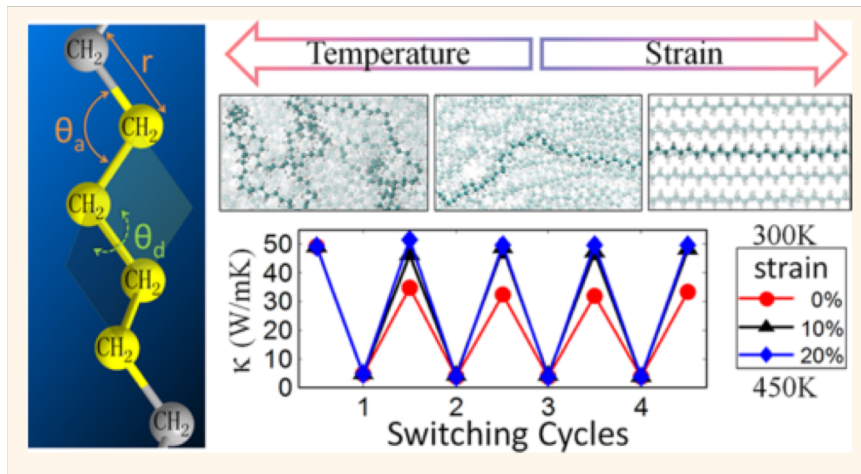 CH2
r
θa
CH2
CH2
θd
CH2
CH2
CH2
Temperature
Strain
κ (W/mK)
50
40
30
20
10
0
1
2
3
4
Switching Cycles
300K
strain
0%
10%
20%
450K